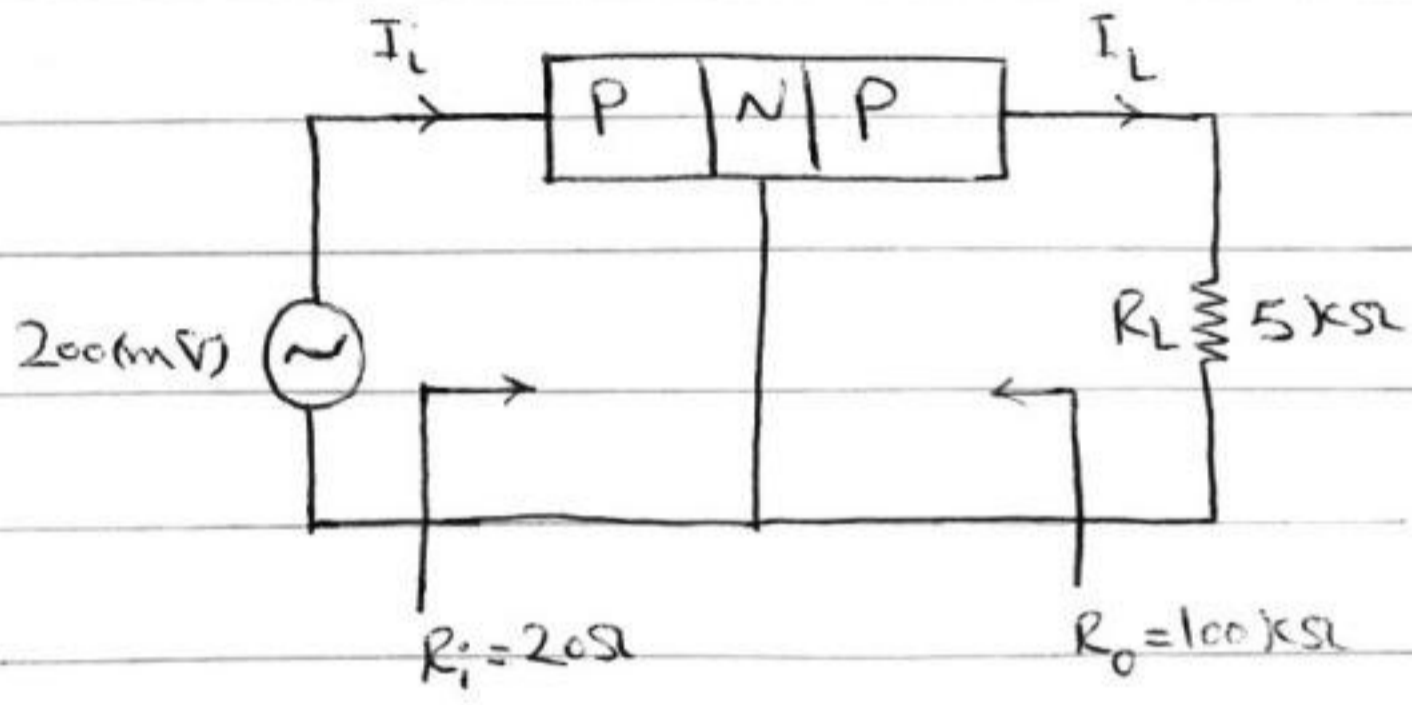 Ii
IL
P N P
200(mV)
~
RL 5KΩ
Ri=20Ω
Ro=100KΩ